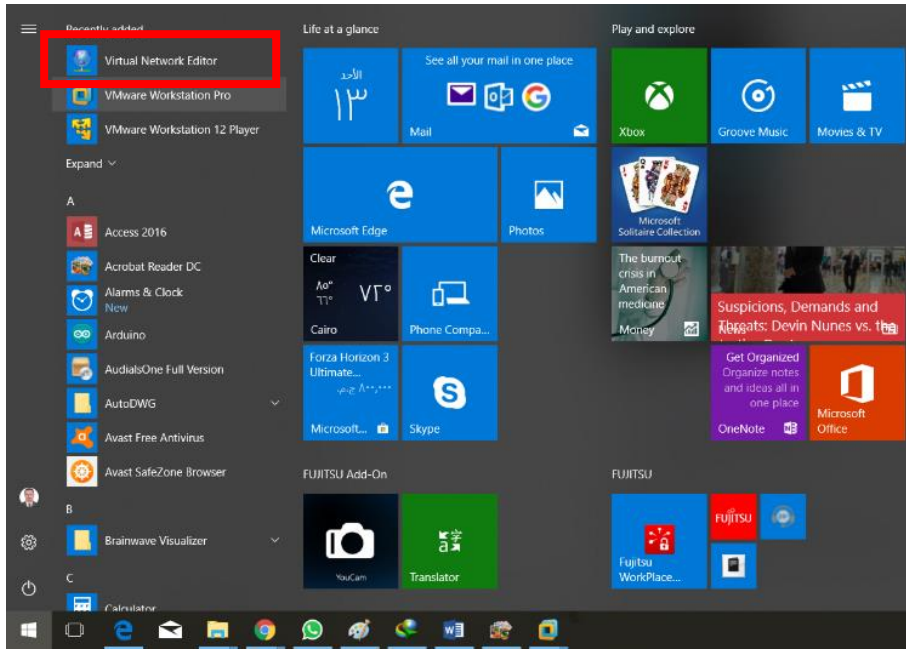 Recently added
Virtual Network Editor
VMware Workstation Pro
VMware Workstation 12 Player
Expand
A
Access 2016
Acrobat Reader DC
Alarms & Clock
New
Arduino
AudialsOne Full Version
AutoDWG
Avast Free Antivirus
Avast SafeZone Browser
B
Brainwave Visualizer
C
Calculator
Life at a glance
الأحد
١٣
See all your mail in one place
Mail
Microsoft Edge
Photos
Clear
Cairo
Phone Compa...
Forza Horizon 3
Ultimate...
Microsoft...
Skype
FUJITSU Add-On
YouCam
Translator
Play and explore
Xbox
Groove Music
Movies & TV
Microsoft
Solitaire Collection
The burnout
crisis in
American
medicine
Money
Suspicions, Demands and
Threats: Devin Nunes vs. the
News
Get Organized
Organize notes
and ideas all in
one place
OneNote
Microsoft
Office
FUJITSU
Fujitsu
WorkPlace...
FUJITSU